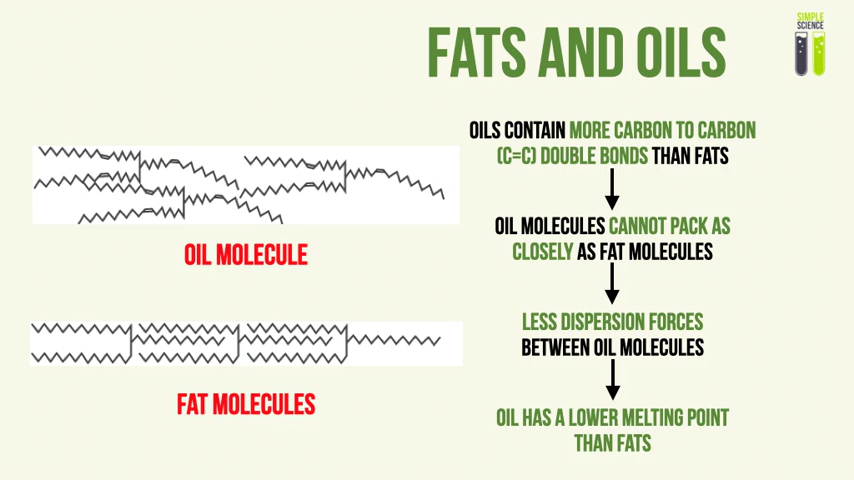 SIMPLE
SCIENCE
FATS AND OILS
OILS CONTAIN MORE CARBON TO CARBON
(C=C) DOUBLE BONDS THAN FATS
OIL MOLECULES CANNOT PACK AS
CLOSELY AS FAT MOLECULES
LESS DISPERSION FORCES
BETWEEN OIL MOLECULES
OIL HAS A LOWER MELTING POINT
THAN FATS
OIL MOLECULE
FAT MOLECULES